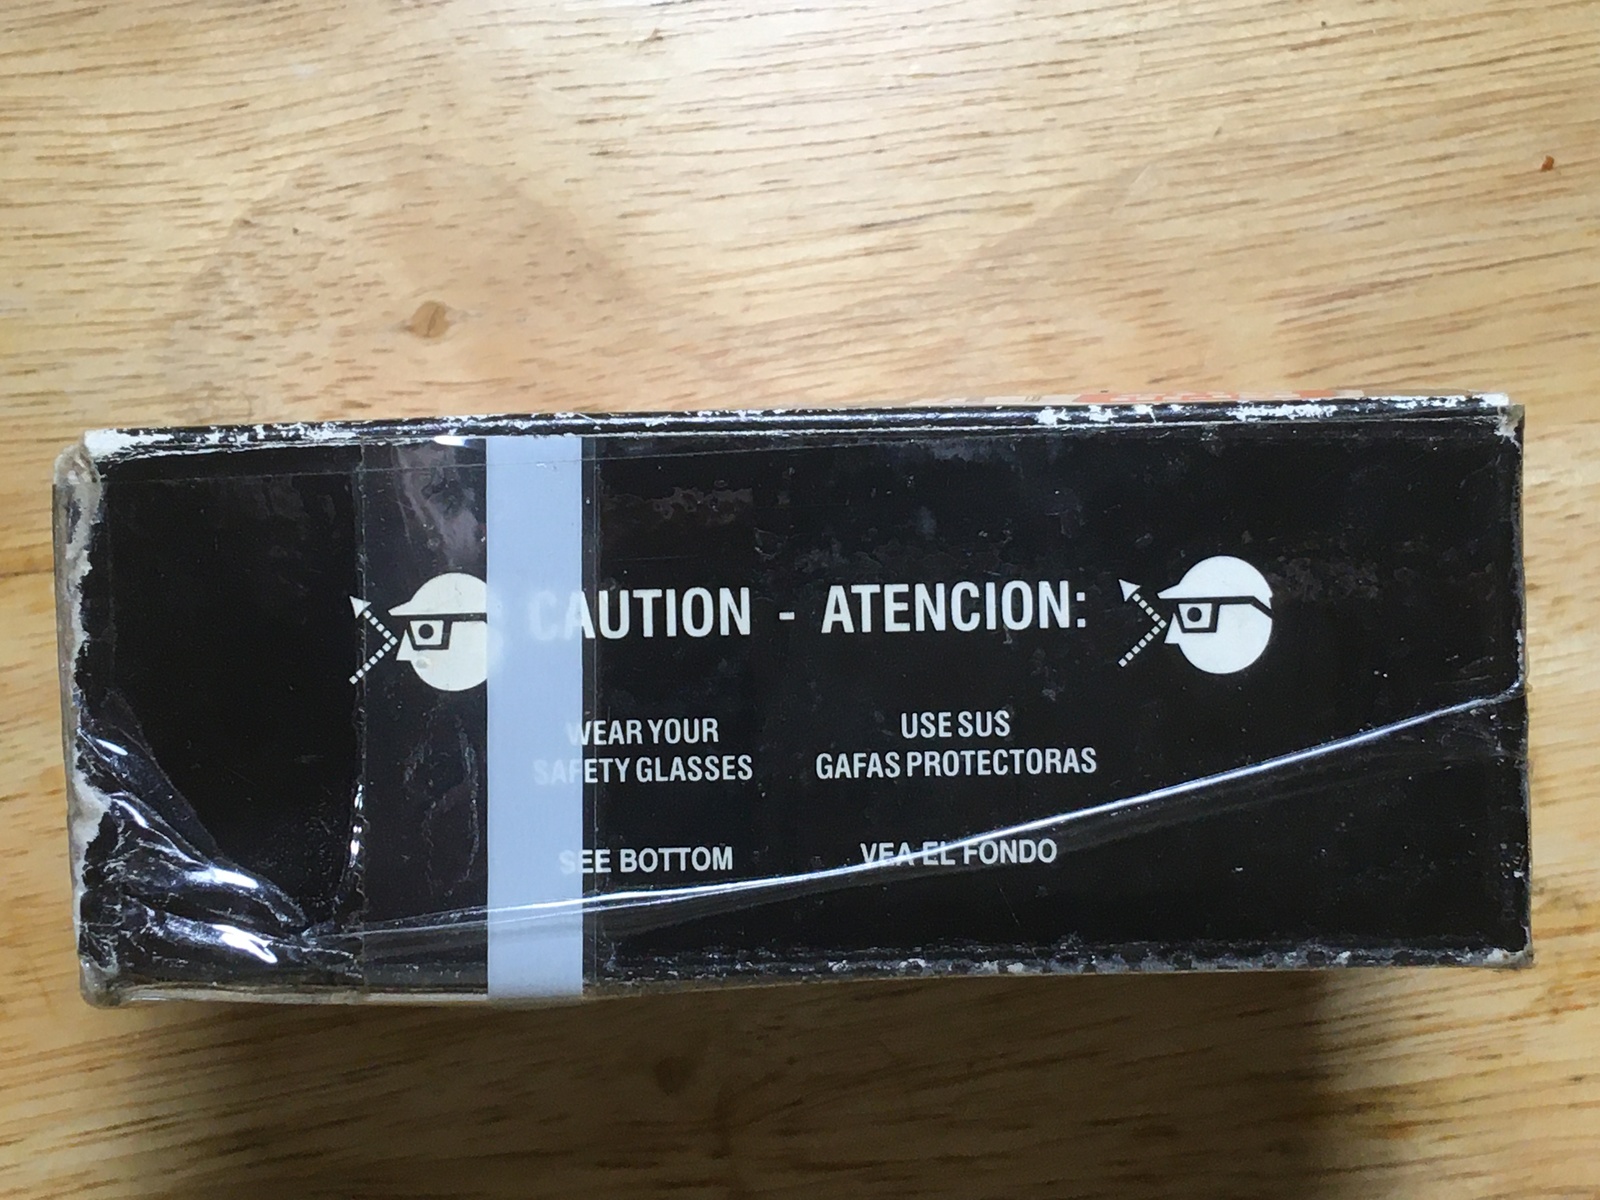 CAUTION - ATENCION:
WEAR YOUR
SAFETY GLASSES
USE SUS
GAFAS PROTECTORAS
SEE BOTTOM
VEA EL FONDO